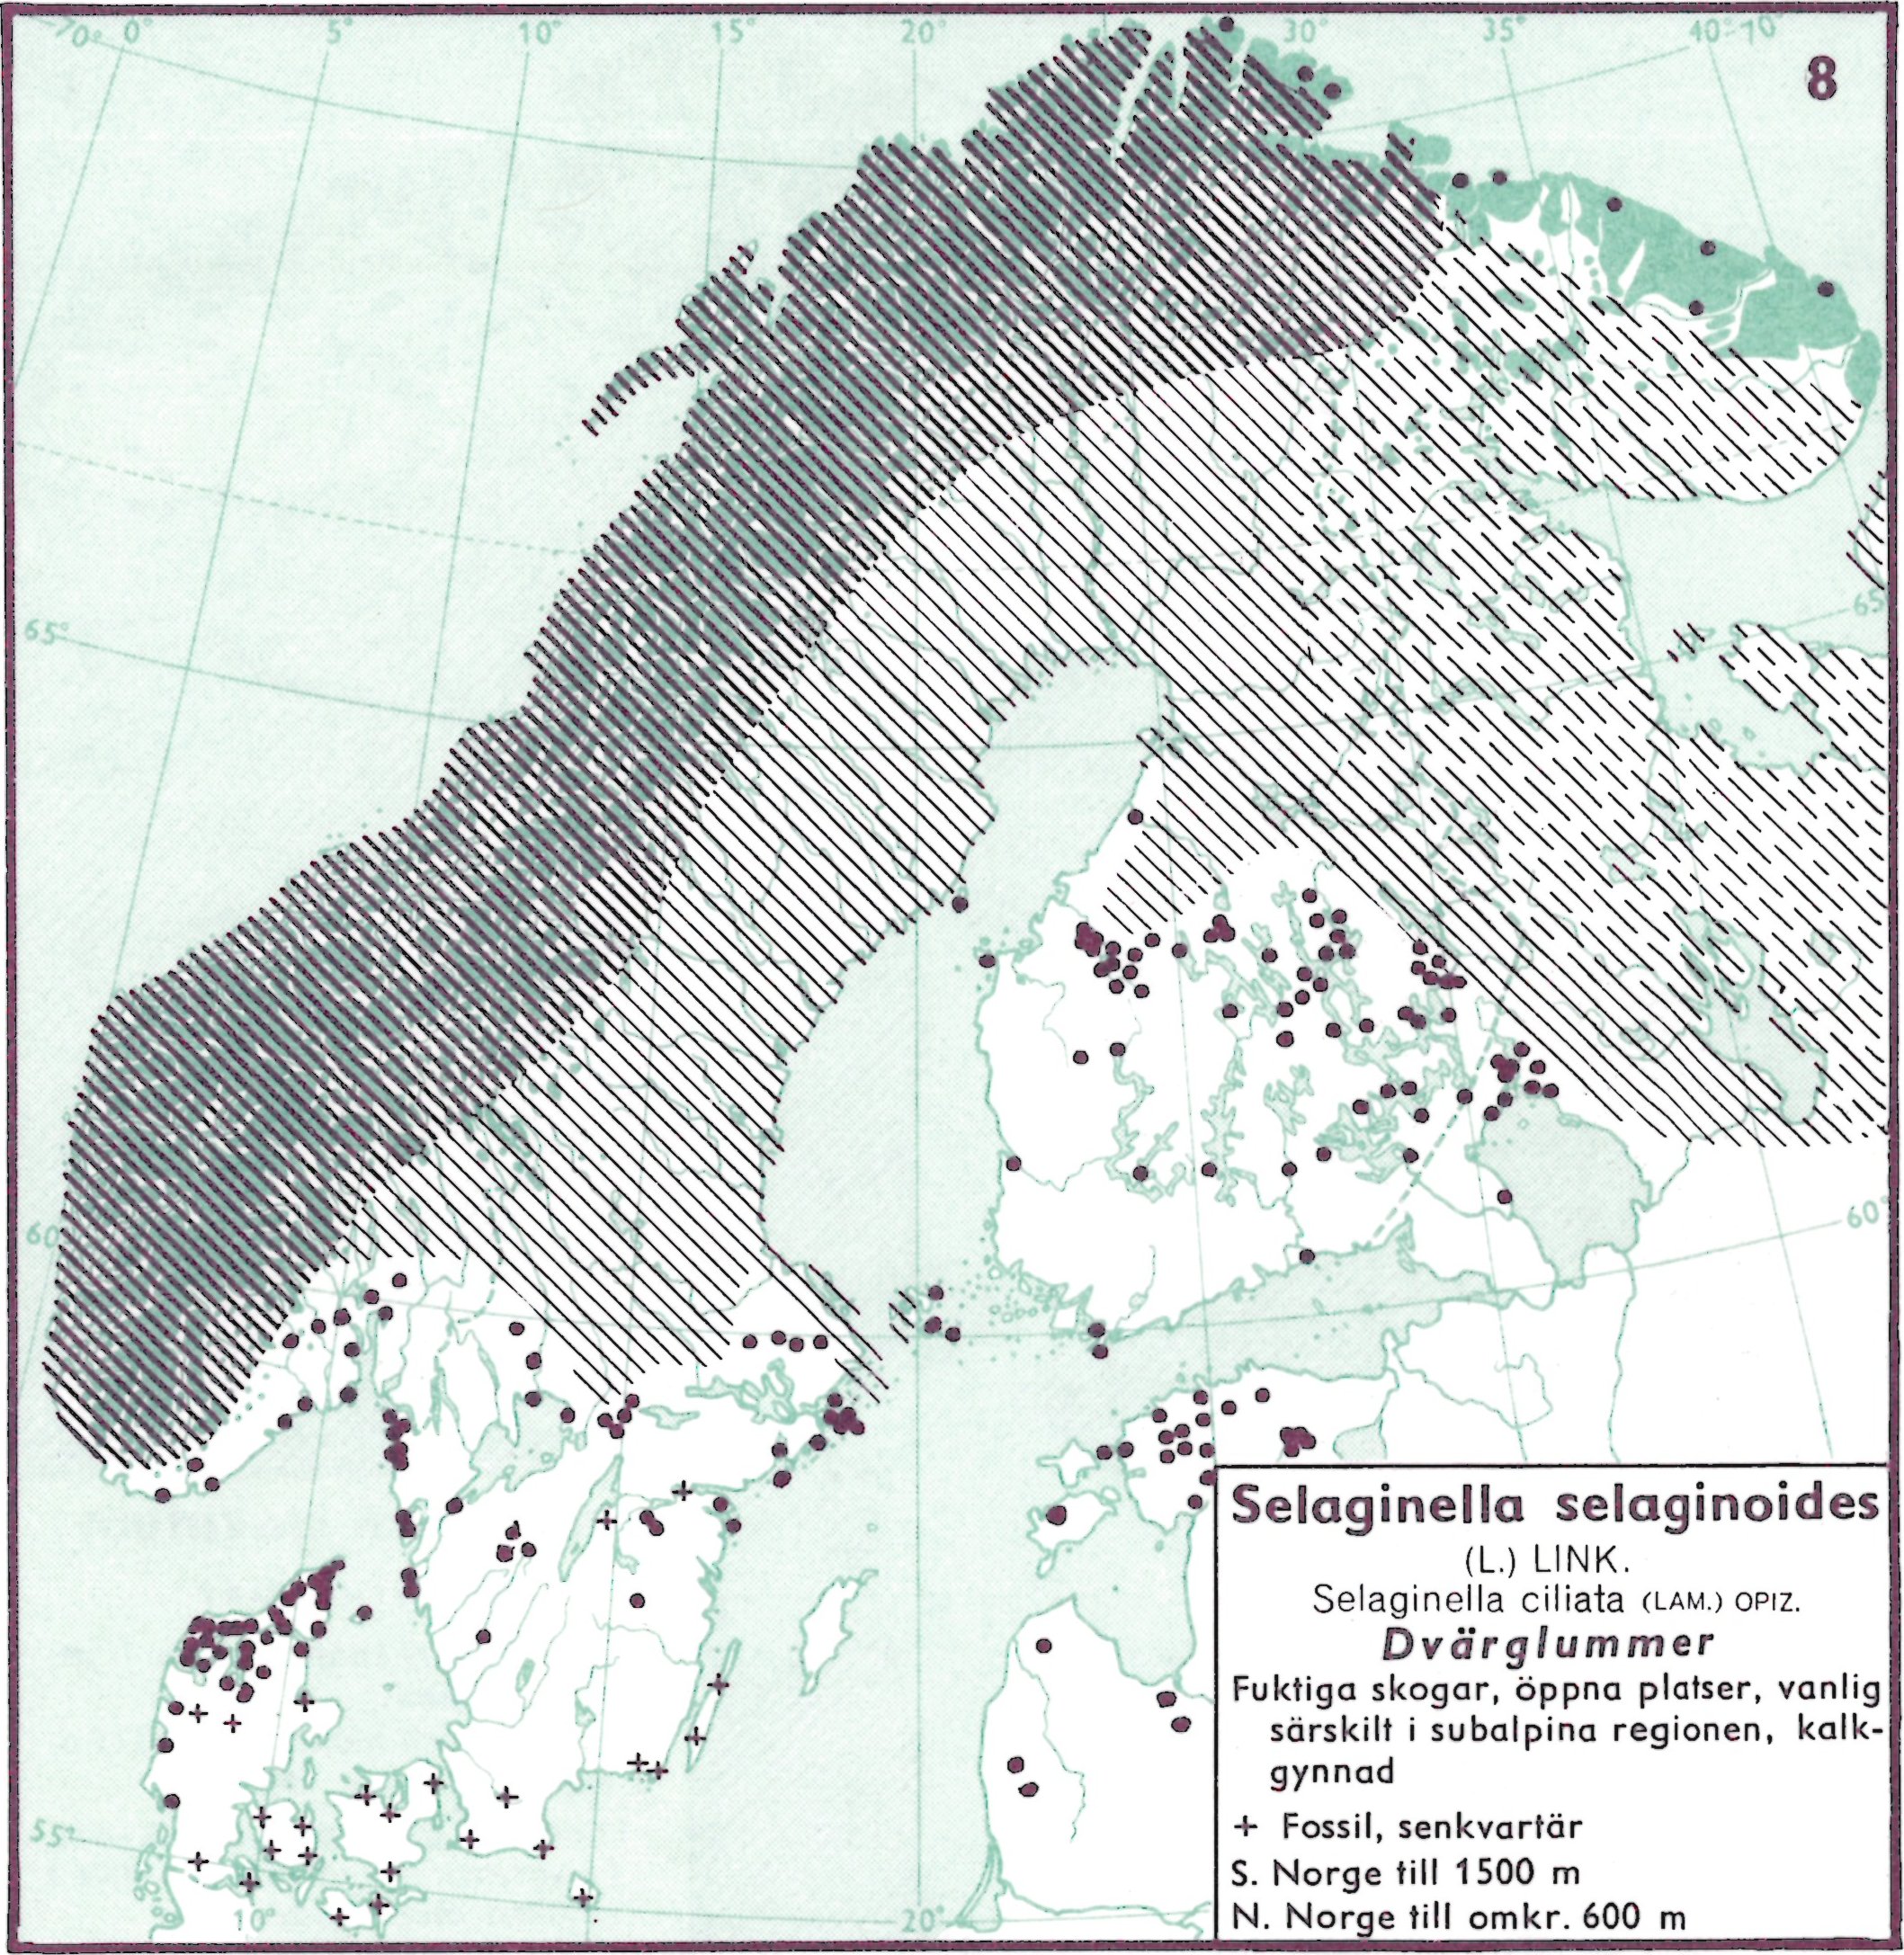 70° 0° 5° 10° 15° 20° 30° 35° 40° 70°
8
65°
65
60
60°
55°
10° 20°
Selaginella selaginoides
(L.) LINK.
Selaginella ciliata (LAM.) OPIZ.
Dvärglummer
Fuktiga skogar, öppna platser, vanlig
särskilt i subalpina regionen, kalk-
gynnad
+ Fossil, senkvartär
S. Norge till 1500 m
N. Norge till omkr. 600 m